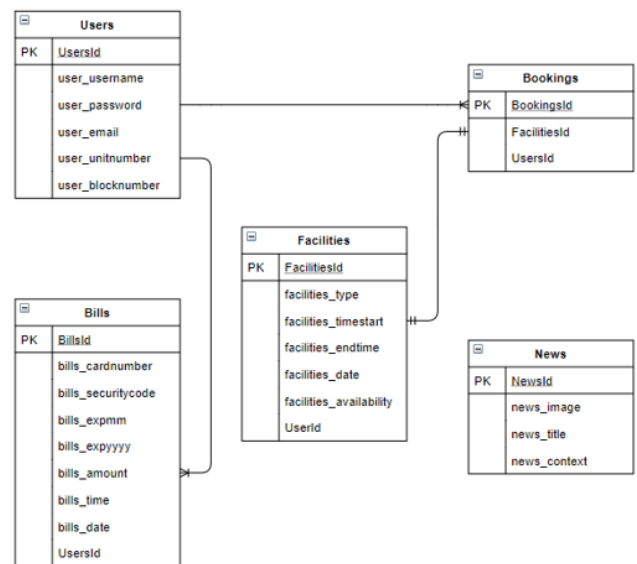 Users
PK UsersId
user_username
user_password
user_email
user_unitnumber
user_blocknumber
Bookings
PK BookingsId
FacilitiesId
UsersId
Facilities
PK FacilitiesId
facilities_type
facilities_timestart
facilities_endtime
facilities_date
facilities_availability
UserId
Bills
PK BillsId
bills_cardnumber
bills_securitycode
bills_expmm
bills_expyyyy
bills_amount
bills_time
bills_date
UsersId
News
PK NewsId
news_image
news_title
news_context